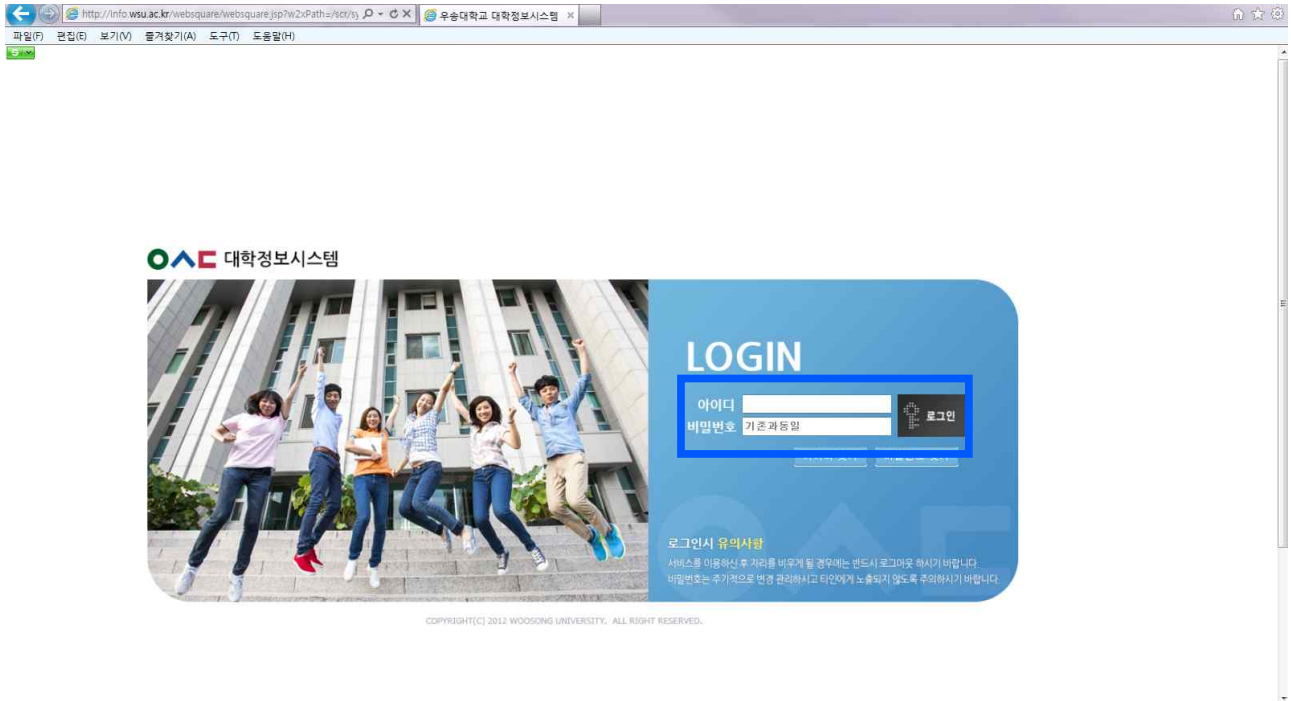 http://info.wsu.ac.kr/websquare/websquare.jsp?w2xPath=/scr/sy
우송대학교 대학정보시스템
파일(F) 편집(E) 보기(V) 즐겨찾기(A) 도구(T) 도움말(H)
대학정보시스템
LOGIN
아이디
비밀번호 기존과동일
로그인
로그인시 유의사항
서비스를 이용하신 후 자리를 비우게 될 경우에는 반드시 로그아웃 하시기 바랍니다.
비밀번호는 주기적으로 변경 관리하시고 타인에게 노출되지 않도록 주의하시기 바랍니다.
COPYRIGHT(C) 2012 WOOSONG UNIVERSITY. ALL RIGHT RESERVED.